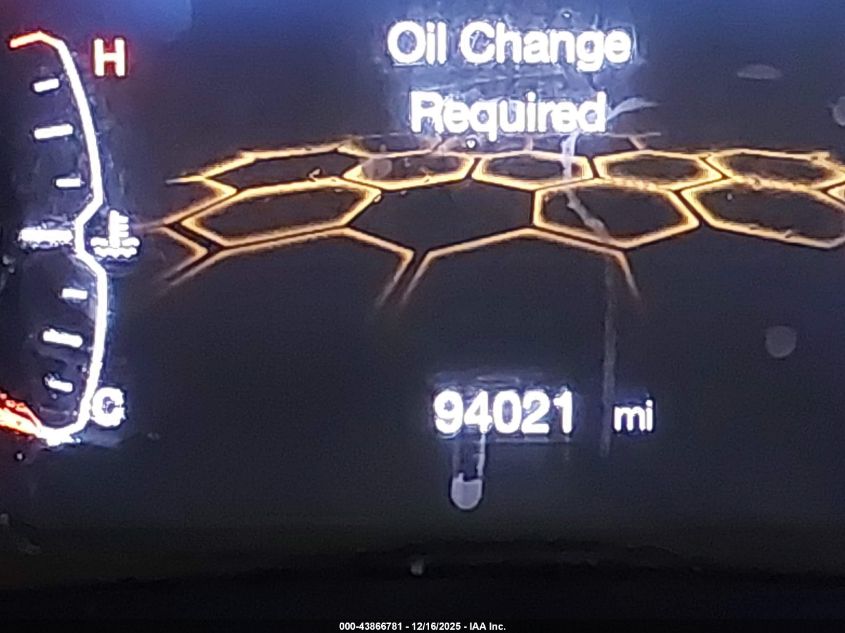 H
Oil Change
Required
C
94021 mi
000-43866781 - 12/16/2025 - IAA Inc.